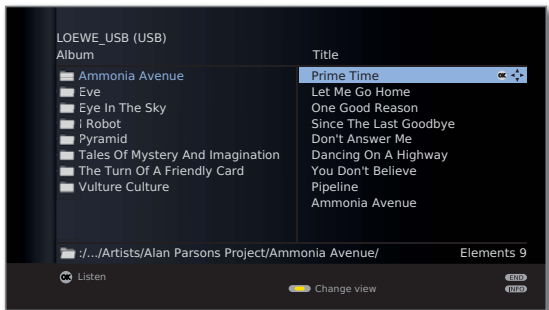 LOEWE_USB (USB)
Album Title
Ammonia Avenue
Eve
Eye In The Sky
i Robot
Pyramid
Tales Of Mystery And Imagination
The Turn Of A Friendly Card
Vulture Culture
Prime Time OK
Let Me Go Home
One Good Reason
Since The Last Goodbye
Don't Answer Me
Dancing On A Highway
You Don't Believe
Pipeline
Ammonia Avenue
:/.../Artists/Alan Parsons Project/Ammonia Avenue/ Elements 9
OK Listen END
Change view INFO